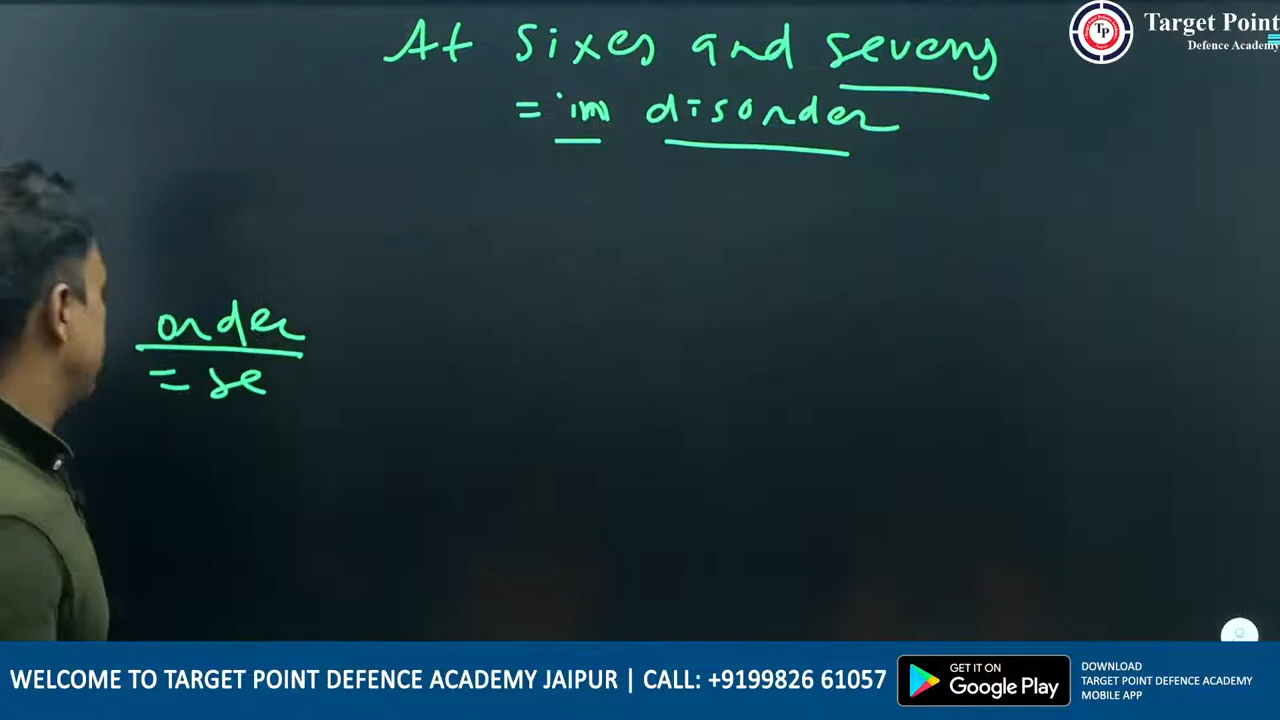 At sixes and sevens
= in disorder
order
= se
Target Point
Defence Academy
TP
WELCOME TO TARGET POINT DEFENCE ACADEMY JAIPUR | CALL: +9199826 61057
GET IT ON
Google Play
DOWNLOAD
TARGET POINT DEFENCE ACADEMY
MOBILE APP